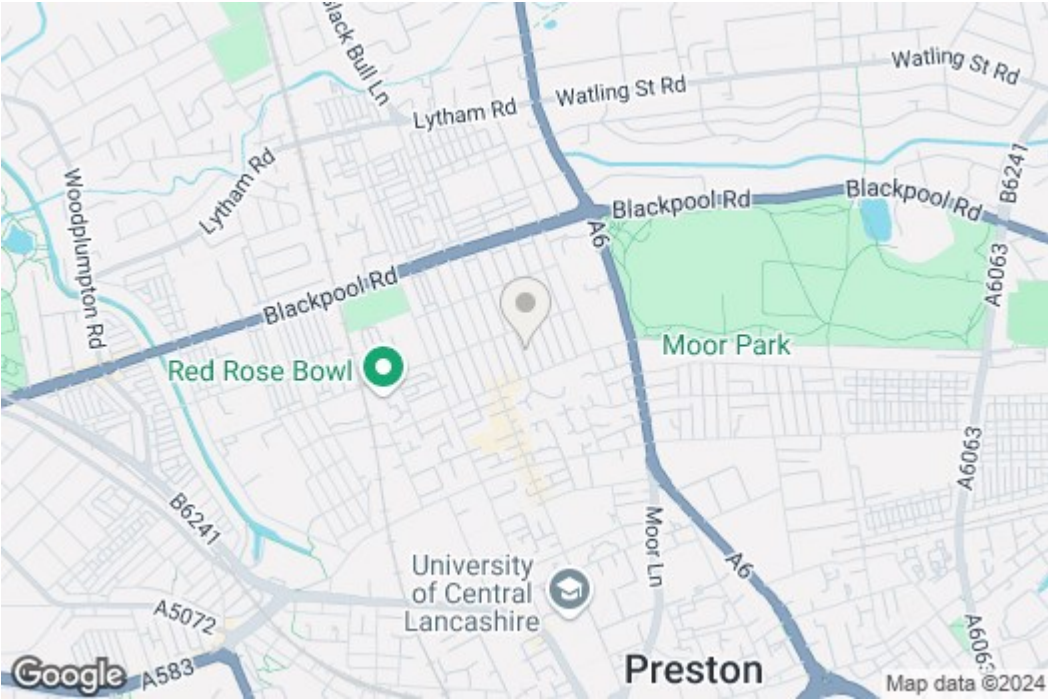 Black Bull Ln
Watling St Rd
Watling St Rd
Lytham Rd
Lytham Rd
B6241
Woodplumpton Rd
Blackpool Rd
Blackpool Rd
A6
Blackpool Rd
A6063
Moor Park
Red Rose Bowl
A6063
B6241
Moor Ln
A6
University
of Central
Lancashire
A5072
A6063
Preston
A583
Google
Map data ©2024